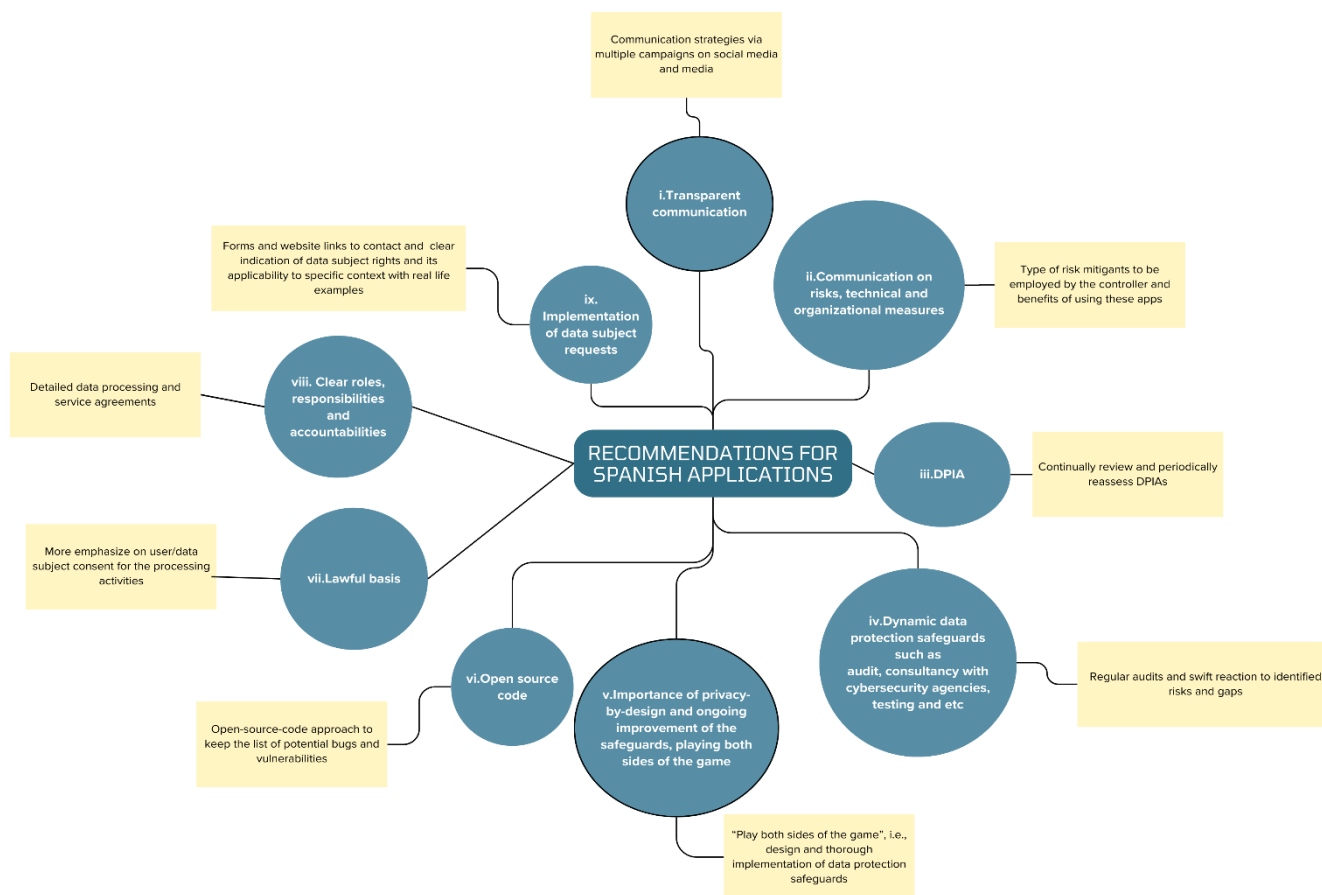 Communication strategies via
multiple campaigns on social media
and media
i.Transparent
communication
Forms and website links to contact and clear
indication of data subject rights and its
applicability to specific context with real life
examples
ix.
Implementation
of data subject
requests
ii.Communication on
risks, technical and
organizational measures
Type of risk mitigants to be
employed by the controller and
benefits of using these apps
Detailed data processing and
service agreements
viii. Clear roles,
responsibilities
and
accountabilities
RECOMMENDATIONS FOR
SPANISH APPLICATIONS
iii.DPIA
Continually review and periodically
reassess DPIAs
More emphasize on user/data
subject consent for the processing
activities
vii.Lawful basis
iv.Dynamic data
protection safeguards
such as
audit, consultancy with
cybersecurity agencies,
testing and etc
Regular audits and swift reaction to identified
risks and gaps
vi.Open source
code
Open-source-code approach to
keep the list of potential bugs and
vulnerabilities
v.Importance of privacy-
by-design and ongoing
improvement of the
safeguards, playing both
sides of the game
“Play both sides of the game”, i.e.,
design and thorough
implementation of data protection
safeguards